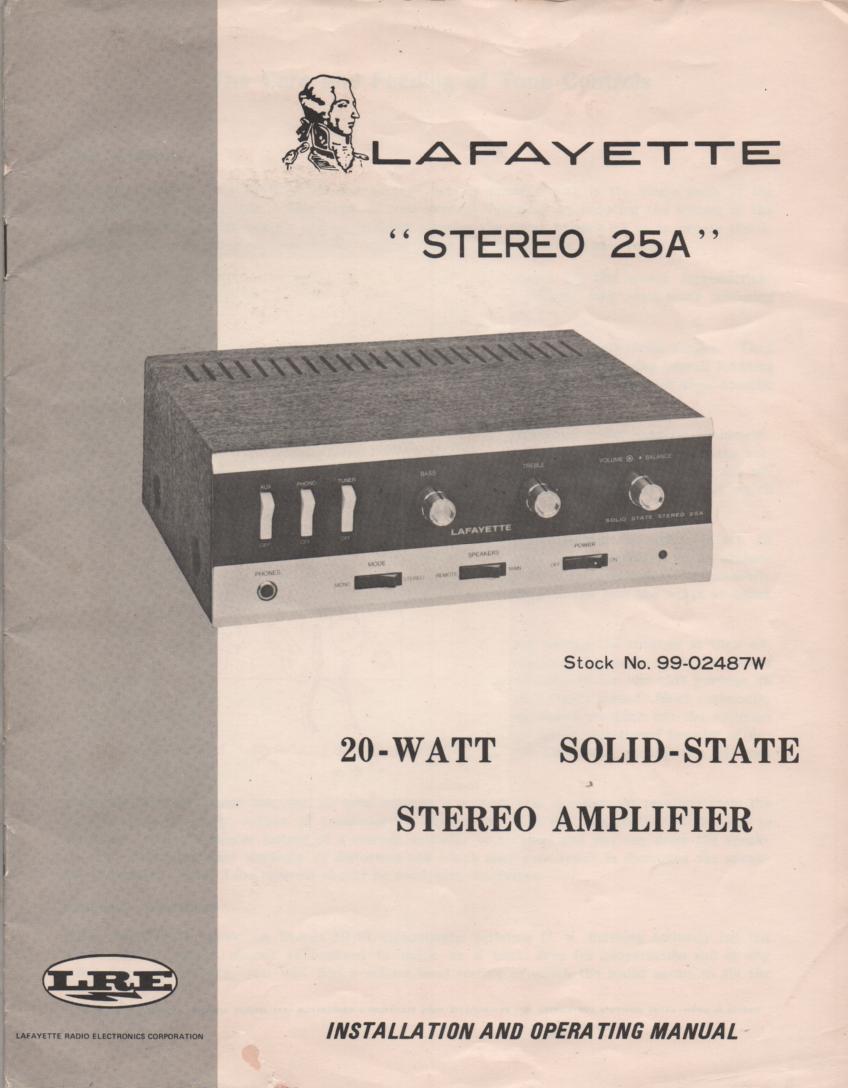 LAFAYETTE
“STEREO 25A”
AUX PHONO TUNER
BASS
TREBLE
VOLUME • BALANCE
OFF OFF OFF
LAFAYETTE
SOLID STATE STEREO 25A
PHONES
MODE
MONO STEREO
SPEAKERS
REMOTE MAIN
POWER
OFF ON
Stock No. 99-02487W
20-WATT SOLID-STATE
STEREO AMPLIFIER
LRE
LAFAYETTE RADIO ELECTRONICS CORPORATION
INSTALLATION AND OPERATING MANUAL